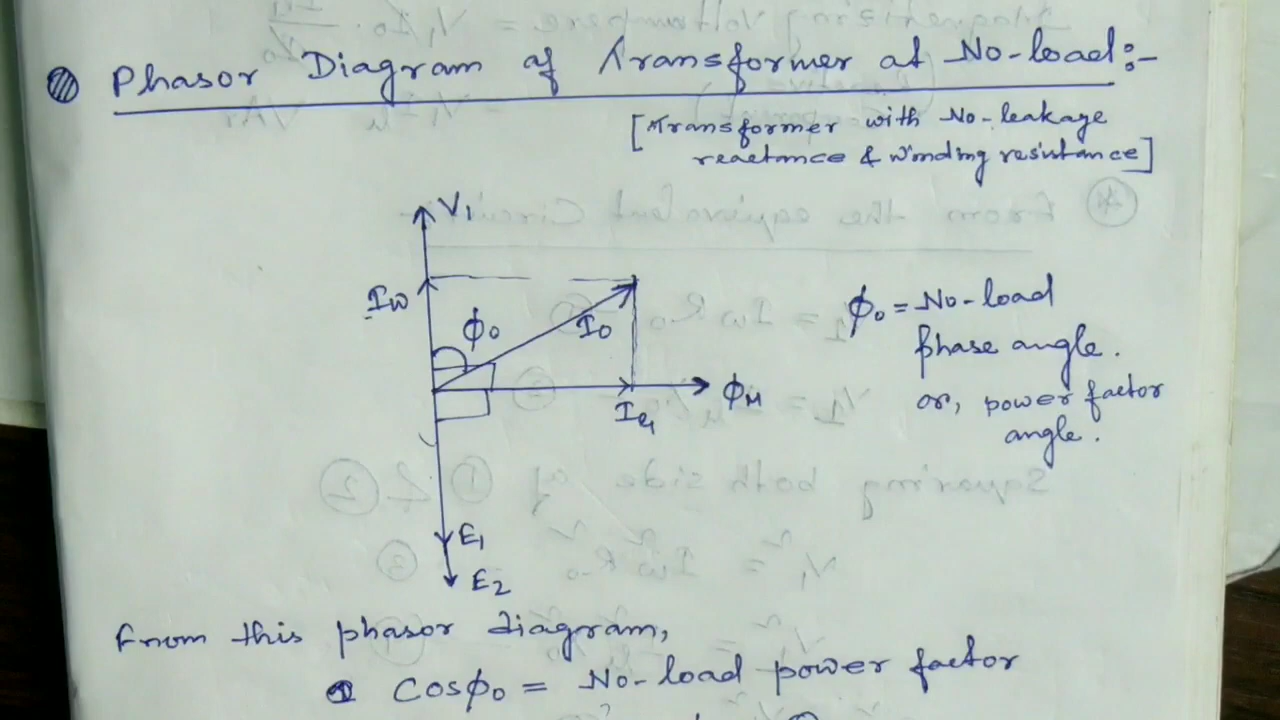 Phasor Diagram of Transformer at No-load:-
[Transformer with No-leakage
reactance & winding resistance]
V1
Iw
ϕ0
I0
Iμ
ϕM
ϕ0 = No-load
phase angle.
or, power factor
angle.
E1
E2
From this phasor diagram,
Cosϕ0 = No-load power factor